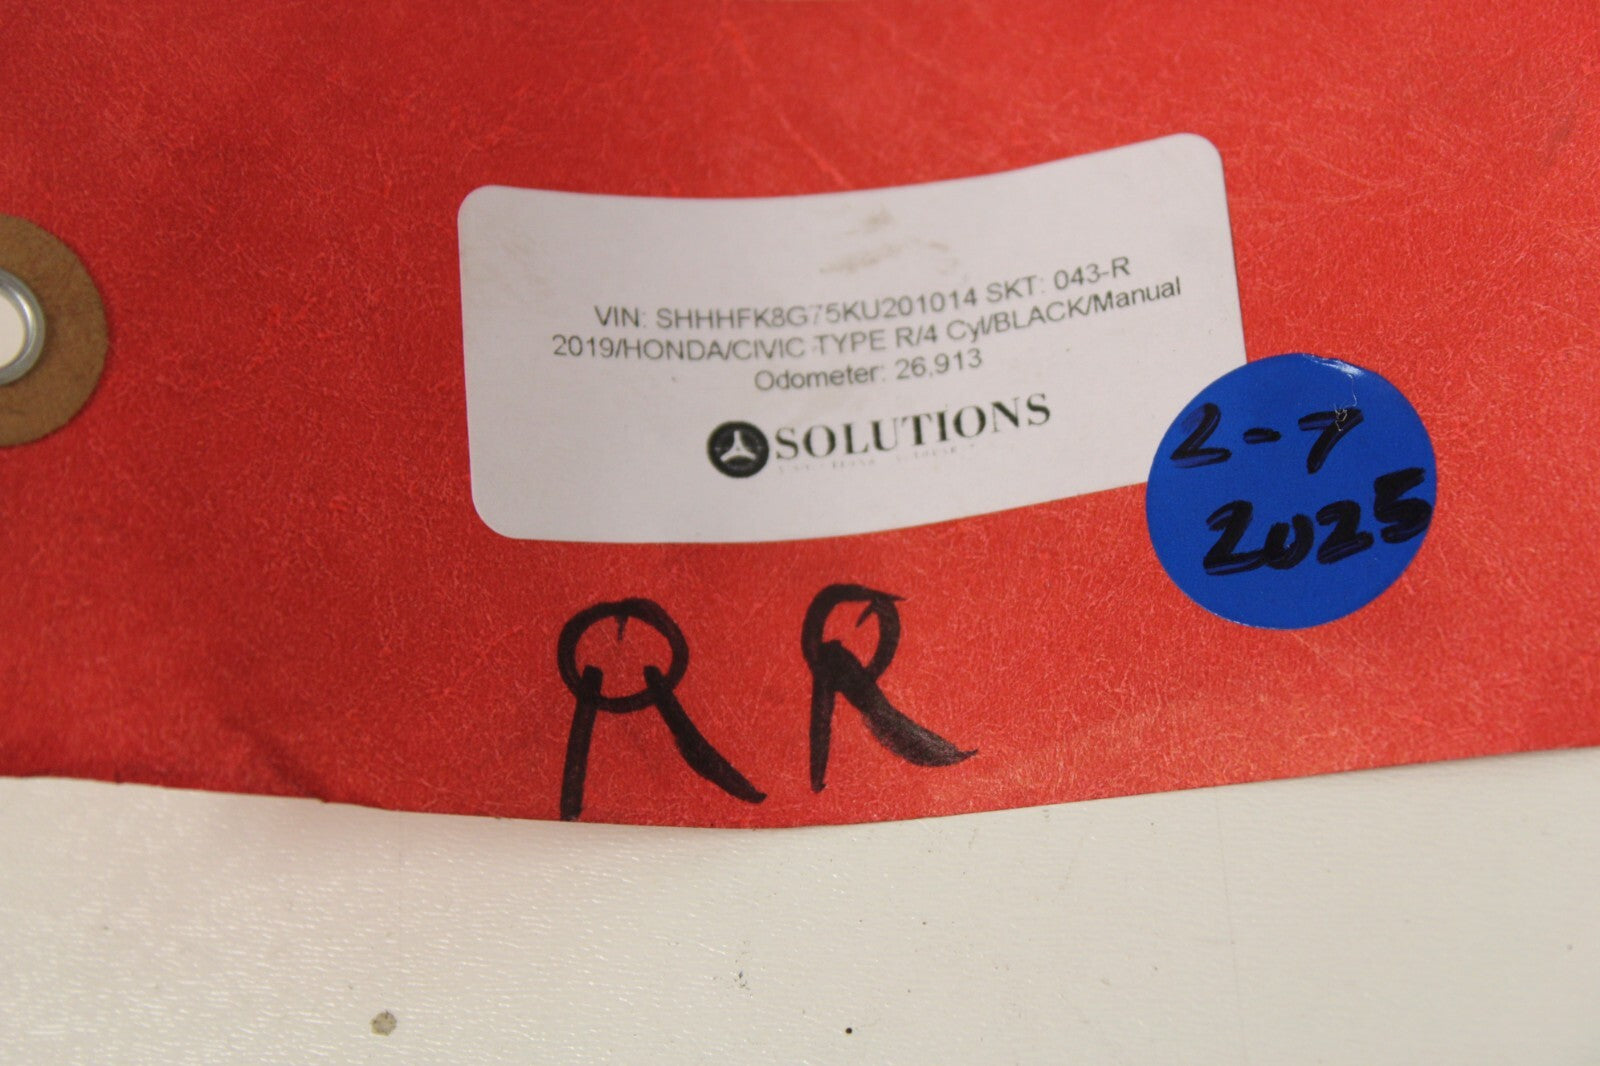 VIN: SHHHFK8G75KU201014 SKT: 043-R
2019/HONDA/CIVIC TYPE R/4 Cyl/BLACK/Manual
Odometer: 26,913
SOLUTIONS
2-7
2025
RR